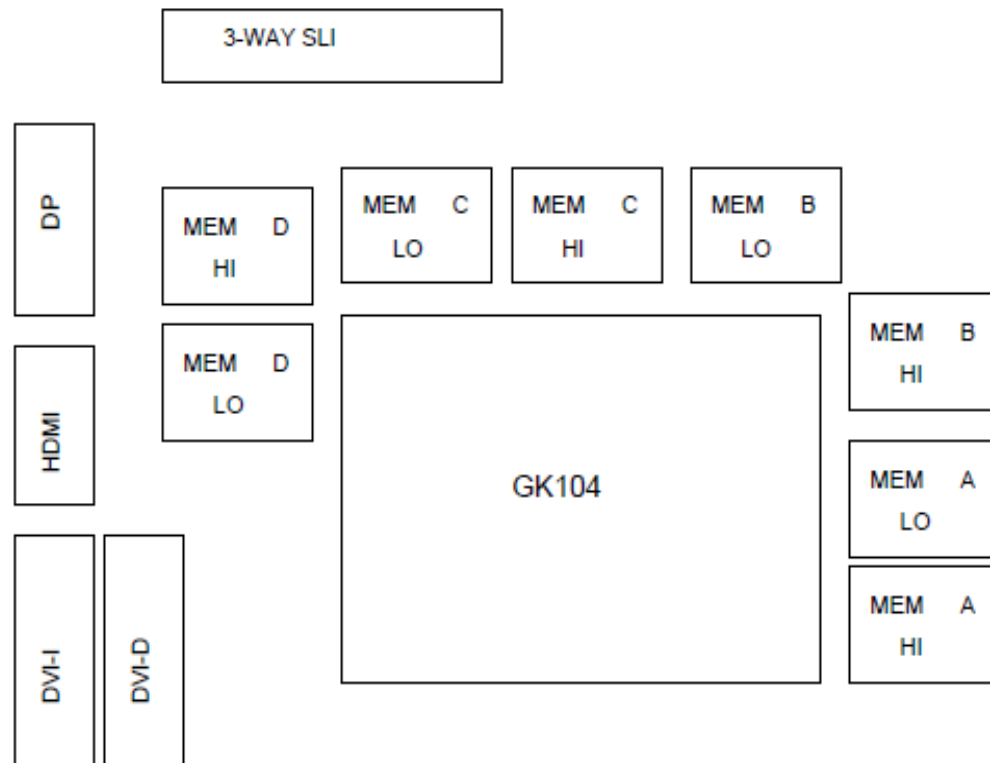 3-WAY SLI
DP
MEM D
HI
MEM C
LO
MEM C
HI
MEM B
LO
MEM B
HI
MEM D
LO
HDMI
GK104
MEM A
LO
MEM A
HI
DVI-I
DVI-D